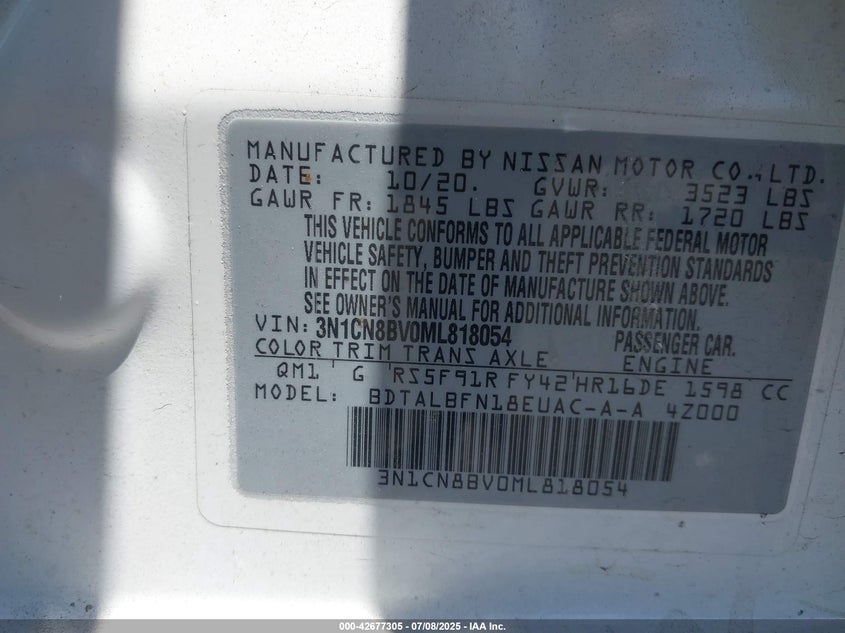 MANUFACTURED BY NISSAN MOTOR CO., LTD.
DATE: 10/20. GVWR: 3523 LBS
GAWR FR: 1845 LBS GAWR RR: 1720 LBS
THIS VEHICLE CONFORMS TO ALL APPLICABLE FEDERAL MOTOR
VEHICLE SAFETY, BUMPER AND THEFT PREVENTION STANDARDS
IN EFFECT ON THE DATE OF MANUFACTURE SHOWN ABOVE.
SEE OWNER'S MANUAL FOR ADDITIONAL INFORMATION.
VIN: 3N1CN8BV0ML818054 PASSENGER CAR.
COLOR TRIM TRANS AXLE ENGINE
QM1 G RS5F91R FY42 HR16DE 1598 CC
MODEL: BDTALBFN18EUAC-A-A 4Z000
3N1CN8BV0ML818054
000-42677305 - 07/08/2025 - IAA Inc.